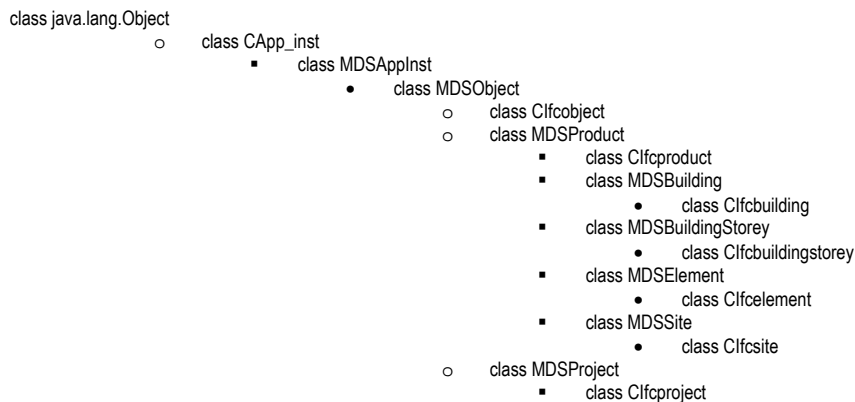 class java.lang.Object
o class CApp_inst
▪ class MDSAppInst
• class MDSObject
o class CIfcobject
o class MDSProduct
▪ class CIfcproduct
▪ class MDSBuilding
• class CIfcbuilding
▪ class MDSBuildingStorey
• class CIfcbuildingstorey
▪ class MDSElement
• class CIfcelement
▪ class MDSSite
• class CIfcsite
o class MDSProject
▪ class CIfcproject